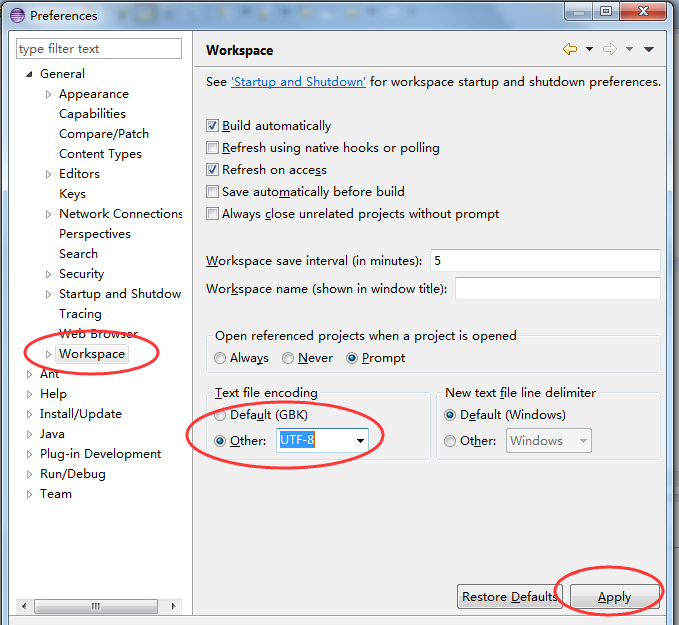 Preferences
type filter text
General
Appearance
Capabilities
Compare/Patch
Content Types
Editors
Keys
Network Connections
Perspectives
Search
Security
Startup and Shutdow
Tracing
Web Browser
Workspace
Ant
Help
Install/Update
Java
Plug-in Development
Run/Debug
Team
Workspace
See 'Startup and Shutdown' for workspace startup and shutdown preferences.
Build automatically
Refresh using native hooks or polling
Refresh on access
Save automatically before build
Always close unrelated projects without prompt
Workspace save interval (in minutes): 5
Workspace name (shown in window title):
Open referenced projects when a project is opened
Always Never Prompt
Text file encoding
Default (GBK)
Other: UTF-8
New text file line delimiter
Default (Windows)
Other: Windows
Restore Defaults Apply